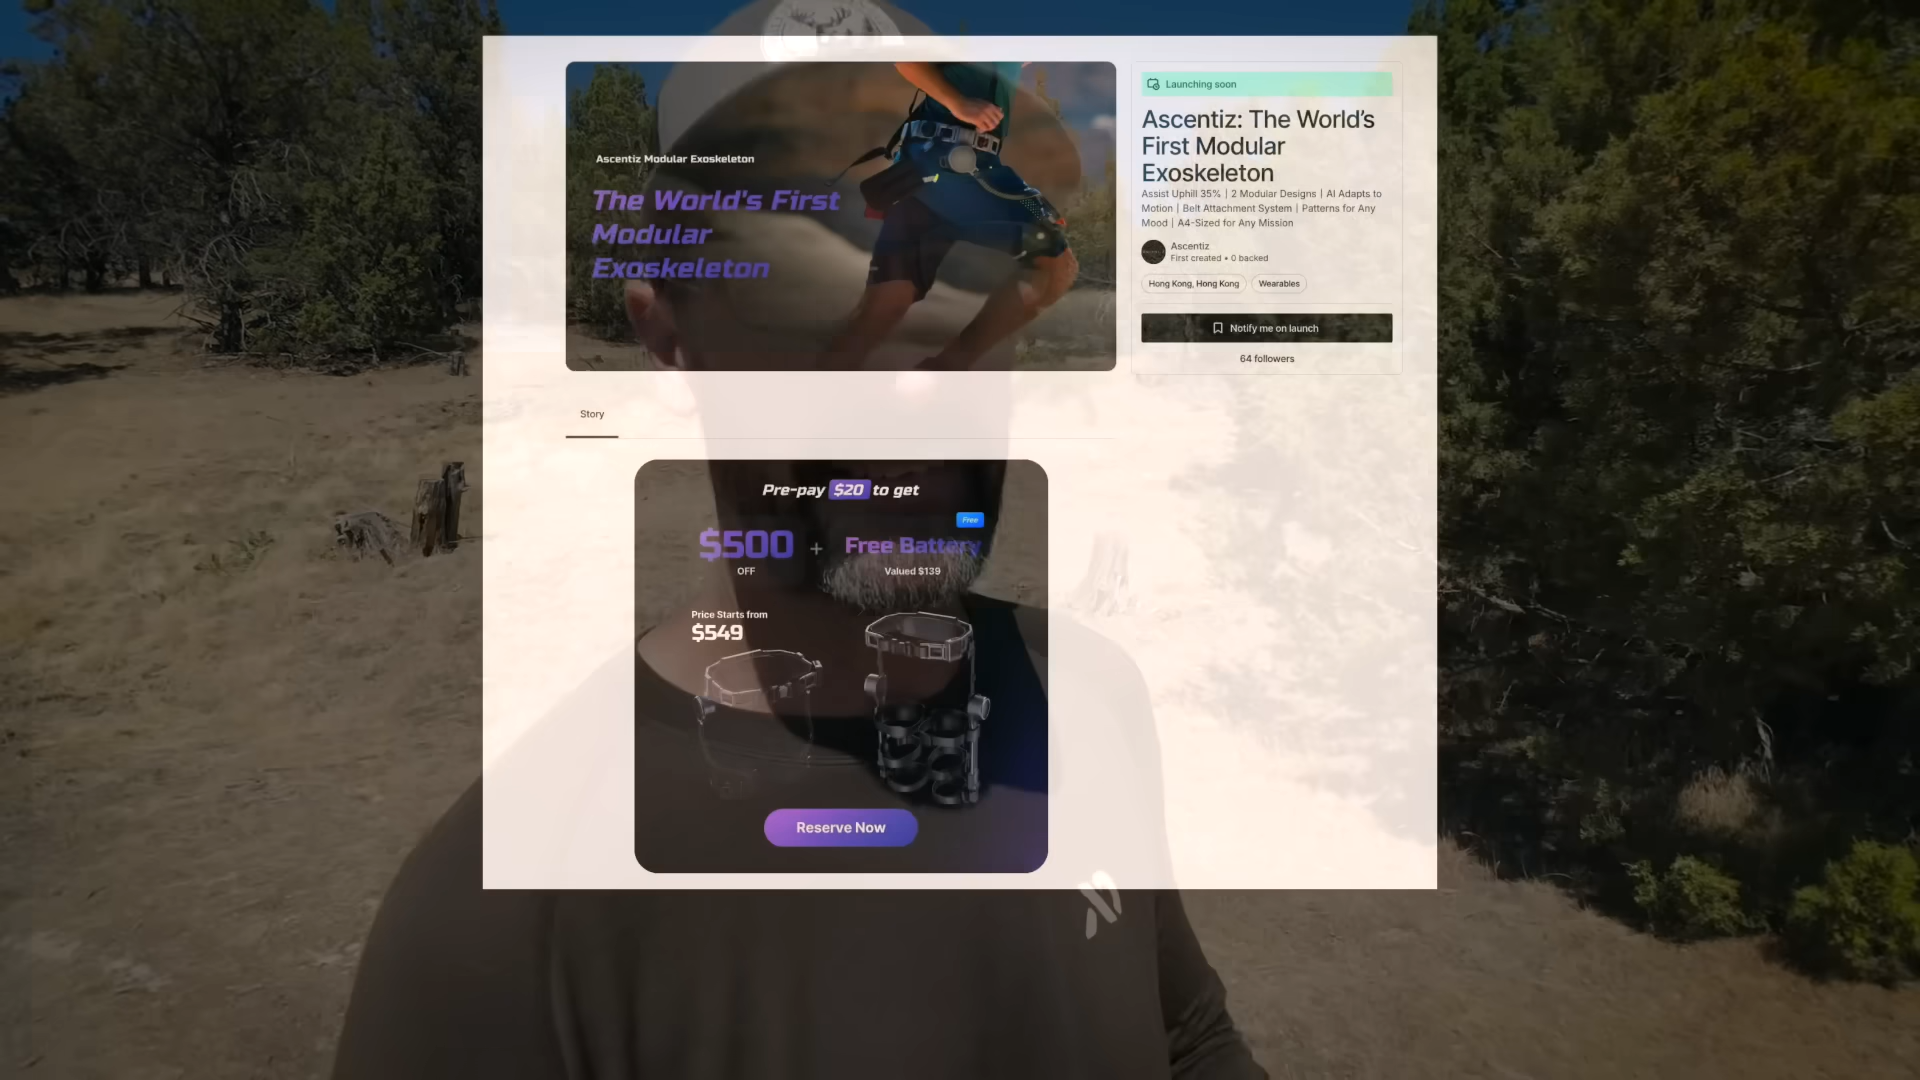 Ascentiz Modular Exoskeleton
The World's First
Modular
Exoskeleton
Launching soon
Ascentiz: The World's
First Modular
Exoskeleton
Assist Uphill 35% | 2 Modular Designs | AI Adapts to
Motion | Belt Attachment System | Patterns for Any
Mood | A4-Sized for Any Mission
Ascentiz
First created • 0 backed
Hong Kong, Hong Kong
Wearables
Notify me on launch
64 followers
Story
Pre-pay $20 to get
Free
$500 + Free Battery
OFF
Valued $139
Price Starts from
$549
Reserve Now